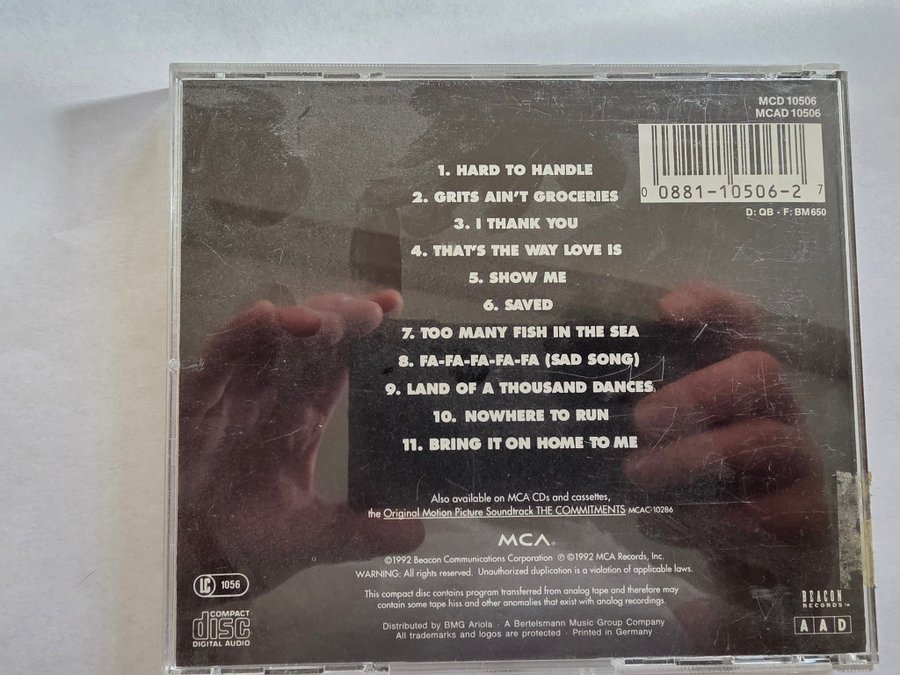 MCD 10506
MCAD 10506
0 0881-10506-2 7
D: QB - F: BM 650
1. HARD TO HANDLE
2. GRITS AIN'T GROCERIES
3. I THANK YOU
4. THAT'S THE WAY LOVE IS
5. SHOW ME
6. SAVED
7. TOO MANY FISH IN THE SEA
8. FA-FA-FA-FA-FA (SAD SONG)
9. LAND OF A THOUSAND DANCES
10. NOWHERE TO RUN
11. BRING IT ON HOME TO ME
Also available on MCA CDs and cassettes,
the Original Motion Picture Soundtrack THE COMMITMENTS MCAC-10286
MCA®
©1992 Beacon Communications Corporation ℗ ©1992 MCA Records, Inc.
WARNING: All rights reserved. Unauthorized duplication is a violation of applicable laws.
This compact disc contains program transferred from analog tape and therefore may
contain some tape hiss and other anomalies that exist with analog recordings.
Distributed by BMG Ariola · A Bertelsmann Music Group Company
All trademarks and logos are protected · Printed in Germany
LC 1056
COMPACT
disc
DIGITAL AUDIO
BEACON
RECORDS™
A A D